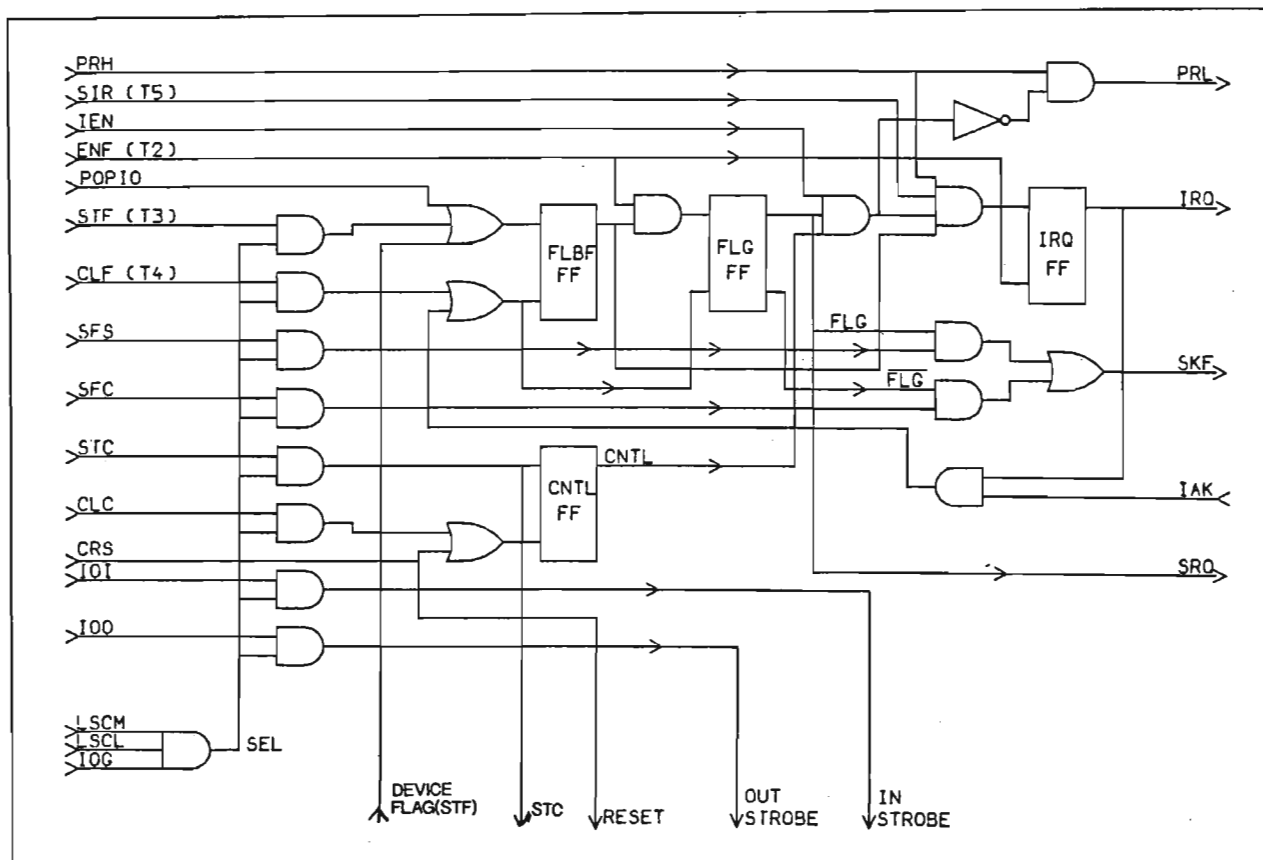 PRH
SIR (T5)
IEN
ENF (T2)
POPIO
STF (T3)
CLF (T4)
SFS
SFC
STC
CLC
CRS
IOI
IOO
LSCM
LSCL
IOG
SEL
FLBF
FF
FLG
FF
IRQ
FF
CNTL
FF
CNTL
FLG
FLG
PRL
IRQ
SKF
IAK
SRQ
DEVICE
FLAG(STF)
STC
RESET
OUT
STROBE
IN
STROBE